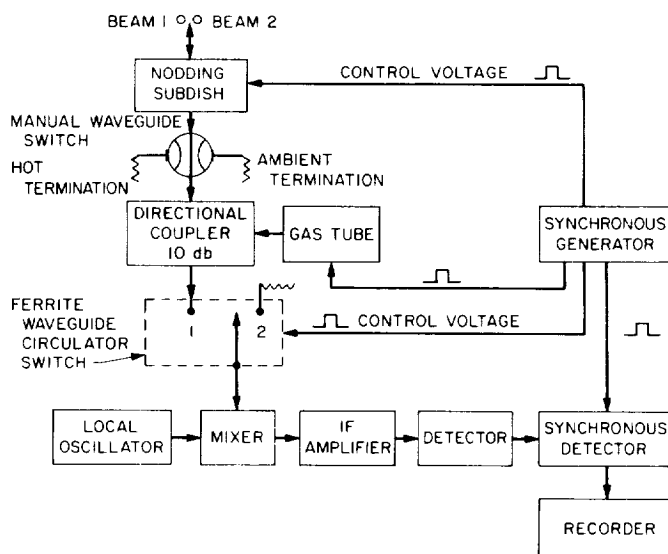 BEAM 1 BEAM 2
NODDING
SUBDISH
CONTROL VOLTAGE
MANUAL WAVEGUIDE
SWITCH
HOT
TERMINATION
AMBIENT
TERMINATION
DIRECTIONAL
COUPLER
10 db
GAS TUBE
SYNCHRONOUS
GENERATOR
FERRITE
WAVEGUIDE
CIRCULATOR
SWITCH
1
2
CONTROL VOLTAGE
LOCAL
OSCILLATOR
MIXER
IF
AMPLIFIER
DETECTOR
SYNCHRONOUS
DETECTOR
RECORDER